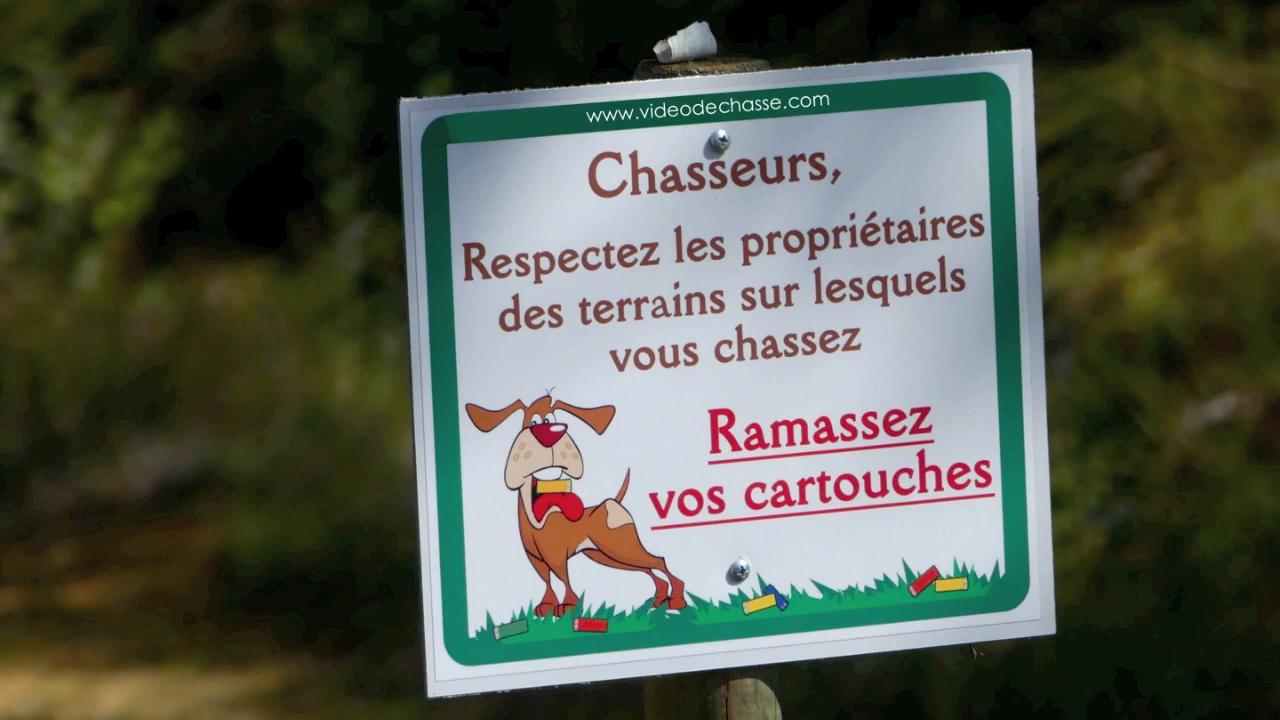 www.videodechasse.com
Chasseurs,
Respectez les propriétaires
des terrains sur lesquels
vous chassez
Ramassez
vos cartouches